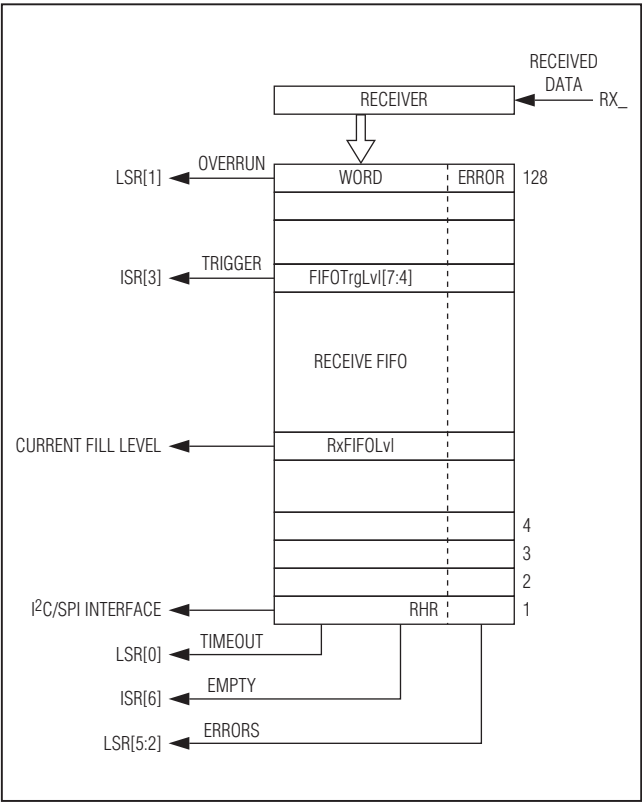 RECEIVED
DATA
RECEIVER
RX_
OVERRUN
LSR[1]
WORD
ERROR
128
TRIGGER
ISR[3]
FIFOTrgLvl[7:4]
RECEIVE FIFO
CURRENT FILL LEVEL
RxFIFOLvl
4
3
2
I2C/SPI INTERFACE
RHR
1
TIMEOUT
LSR[0]
EMPTY
ISR[6]
ERRORS
LSR[5:2]